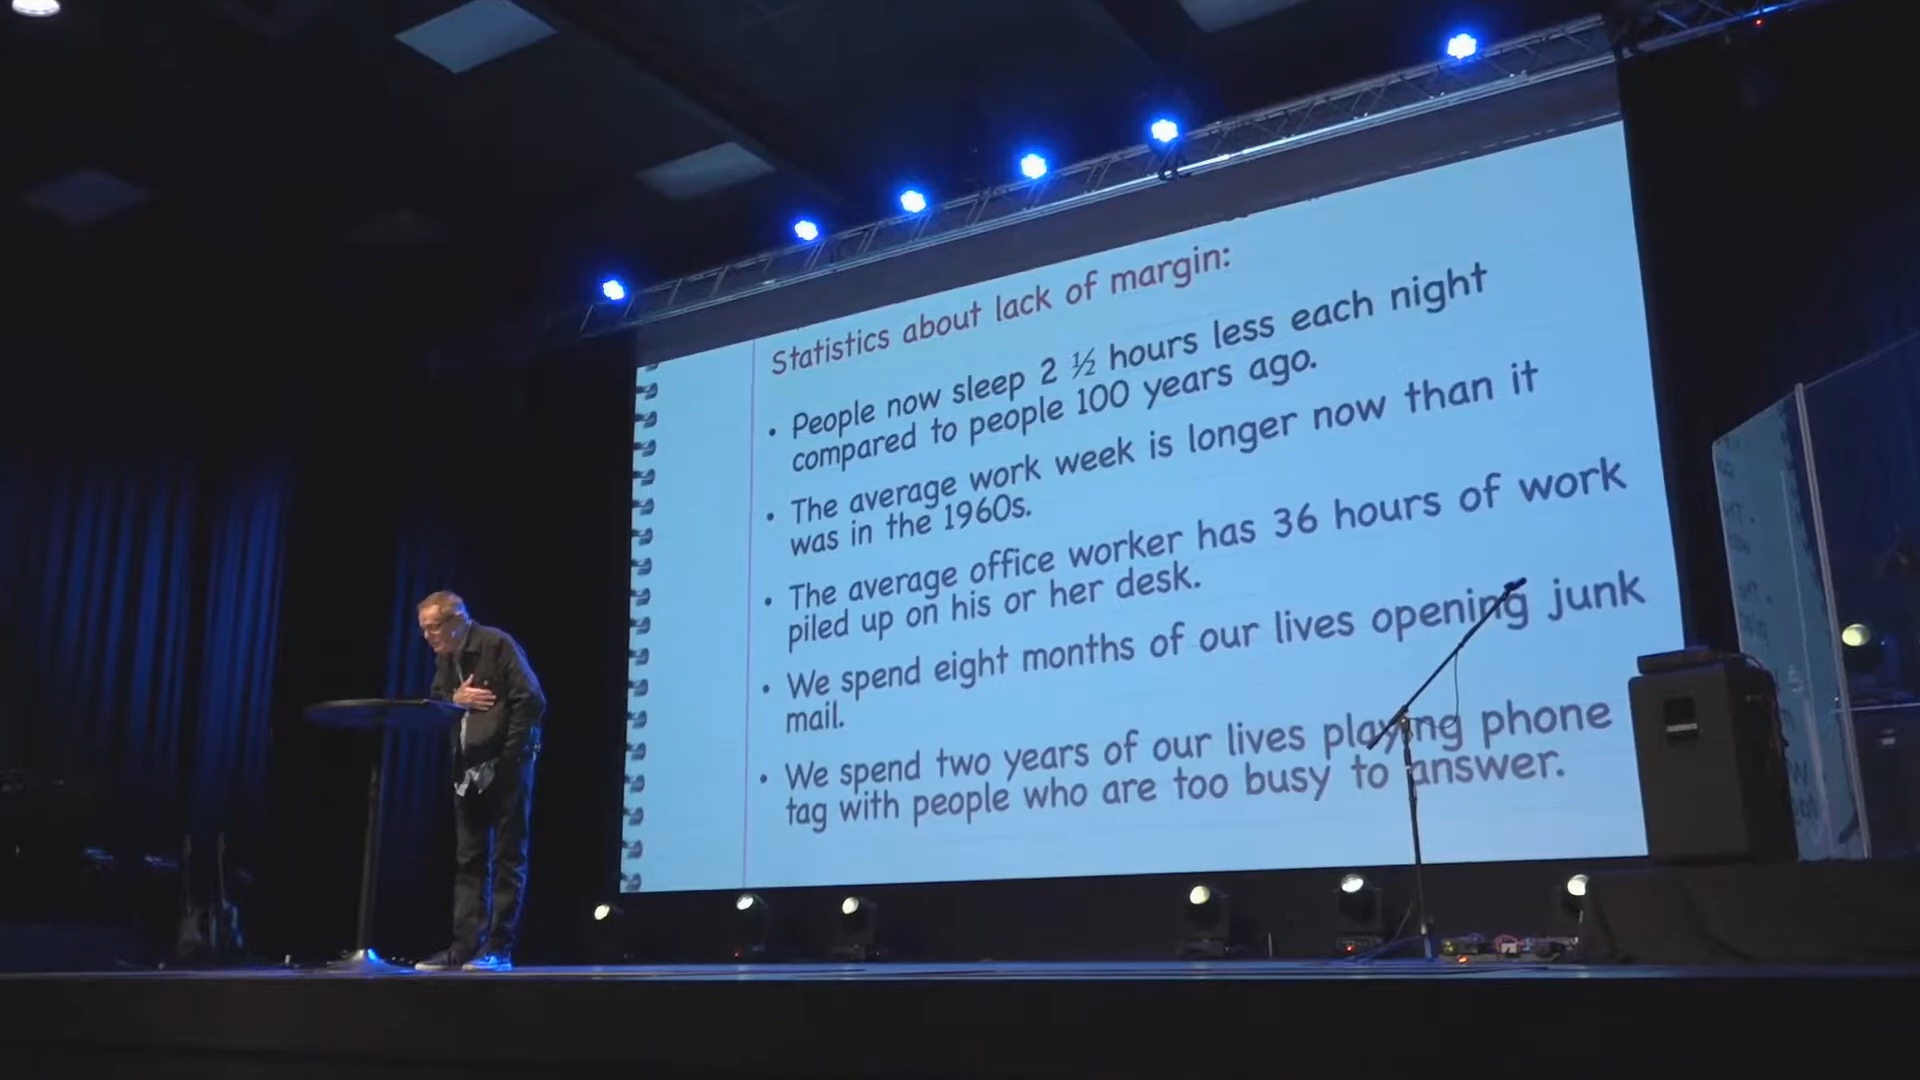 Statistics about lack of margin:
• People now sleep 2 ½ hours less each night
compared to people 100 years ago.
• The average work week is longer now than it
was in the 1960s.
• The average office worker has 36 hours of work
piled up on his or her desk.
• We spend eight months of our lives opening junk
mail.
• We spend two years of our lives playing phone
tag with people who are too busy to answer.